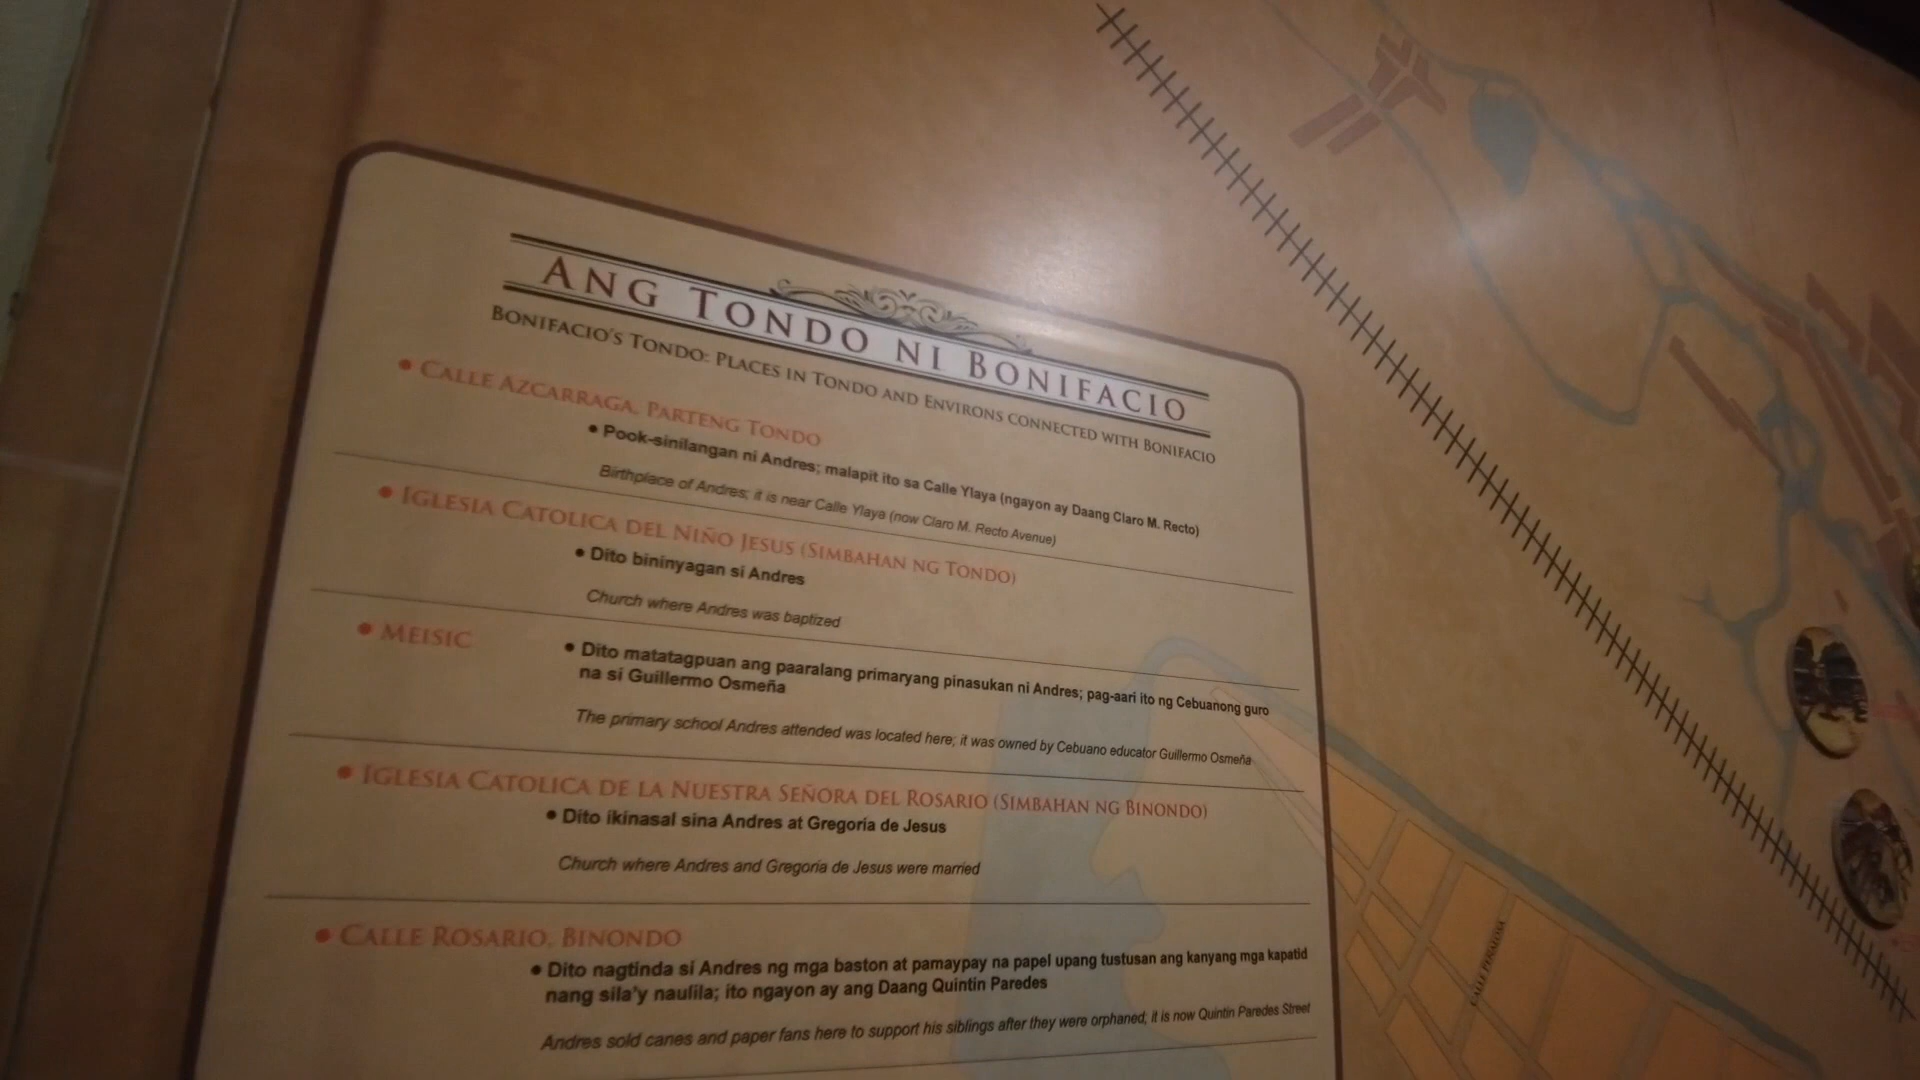 ANG TONDO NI BONIFACIO
BONIFACIO'S TONDO: PLACES IN TONDO AND ENVIRONS CONNECTED WITH BONIFACIO
• CALLE AZCARRAGA, PARTENG TONDO
• Pook-sinilangan ni Andres; malapit ito sa Calle Ylaya (ngayon ay Daang Claro M. Recto)
Birthplace of Andres; it is near Calle Ylaya (now Claro M. Recto Avenue)
• IGLESIA CATOLICA DEL NIÑO JESUS (SIMBAHAN NG TONDO)
• Dito bininyagan si Andres
Church where Andres was baptized
• MEISIC
• Dito matatagpuan ang paaralang primaryang pinasukan ni Andres; pag-aari ito ng Cebuanong guro
na si Guillermo Osmeña
The primary school Andres attended was located here; it was owned by Cebuano educator Guillermo Osmeña
• IGLESIA CATOLICA DE LA NUESTRA SEÑORA DEL ROSARIO (SIMBAHAN NG BINONDO)
• Dito ikinasal sina Andres at Gregoria de Jesus
Church where Andres and Gregoria de Jesus were married
• CALLE ROSARIO, BINONDO
• Dito nagtinda si Andres ng mga baston at pamaypay na papel upang tustusan ang kanyang mga kapatid
nang sila'y naulila; ito ngayon ay ang Daang Quintin Paredes
Andres sold canes and paper fans here to support his siblings after they were orphaned; it is now Quintin Paredes Street
CALLE